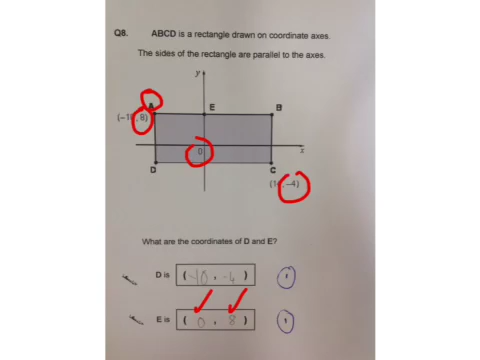 Q8. ABCD is a rectangle drawn on coordinate axes.
The sides of the rectangle are parallel to the axes.
y
A E B
8)
0 x
D C
-4)
What are the coordinates of D and E?
D is (-10, -4) 1
E is (0, 8) 1